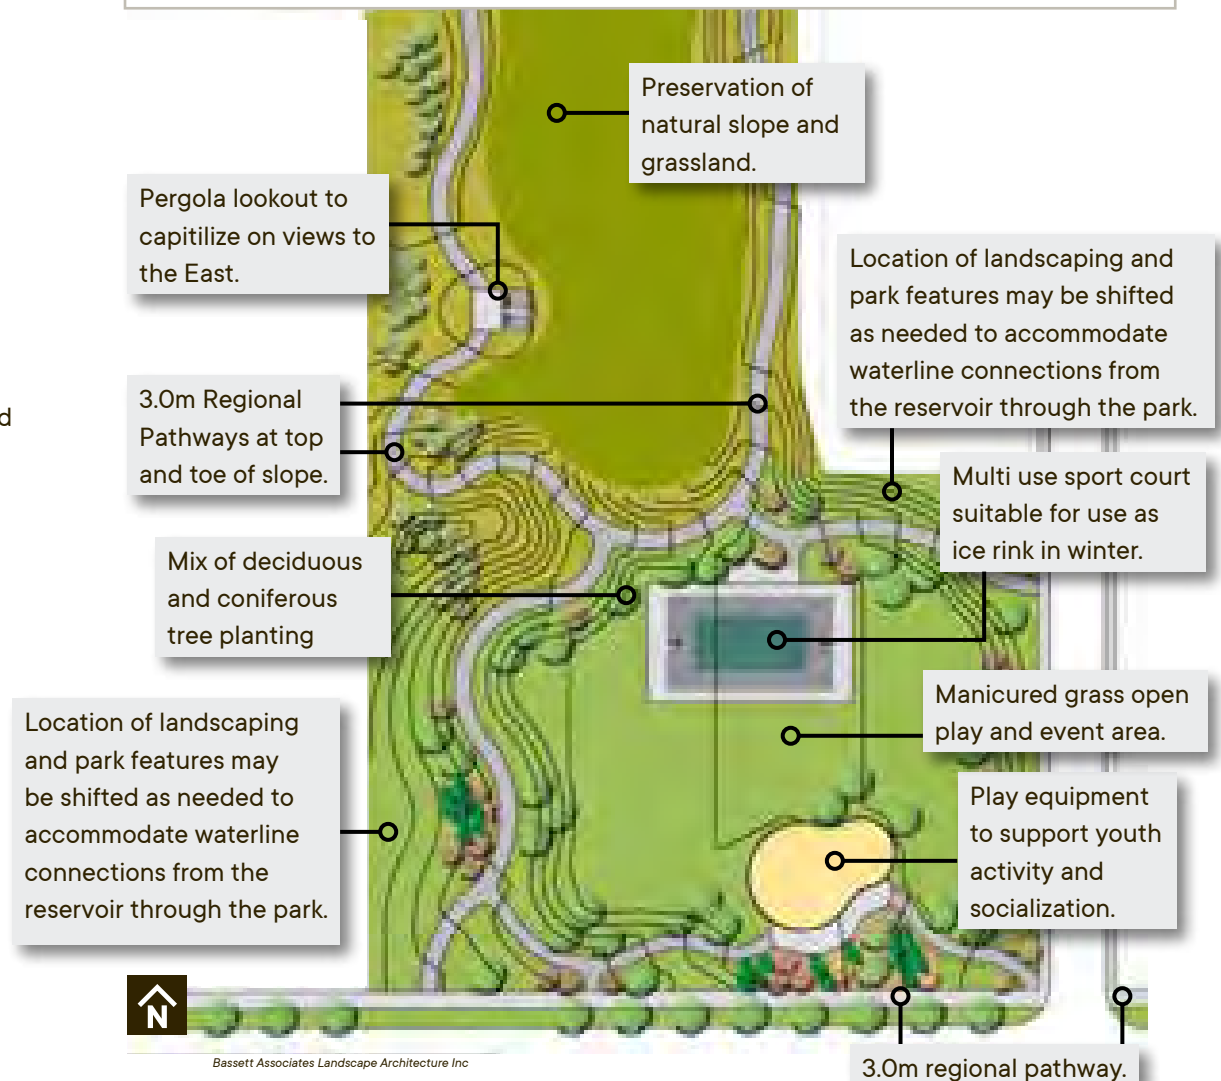 Preservation of
natural slope and
grassland.
Pergola lookout to
capitilize on views to
the East.
Location of landscaping and
park features may be shifted
as needed to accommodate
waterline connections from
the reservoir through the park.
3.0m Regional
Pathways at top
and toe of slope.
d
Multi use sport court
suitable for use as
ice rink in winter.
Mix of deciduous
and coniferous
tree planting
Manicured grass open
play and event area.
Location of landscaping
and park features may
be shifted as needed to
accommodate waterline
connections from the
reservoir through the park.
Play equipment
to support youth
activity and
socialization.
N
Bassett Associates Landscape Architecture Inc
3.0m regional pathway.